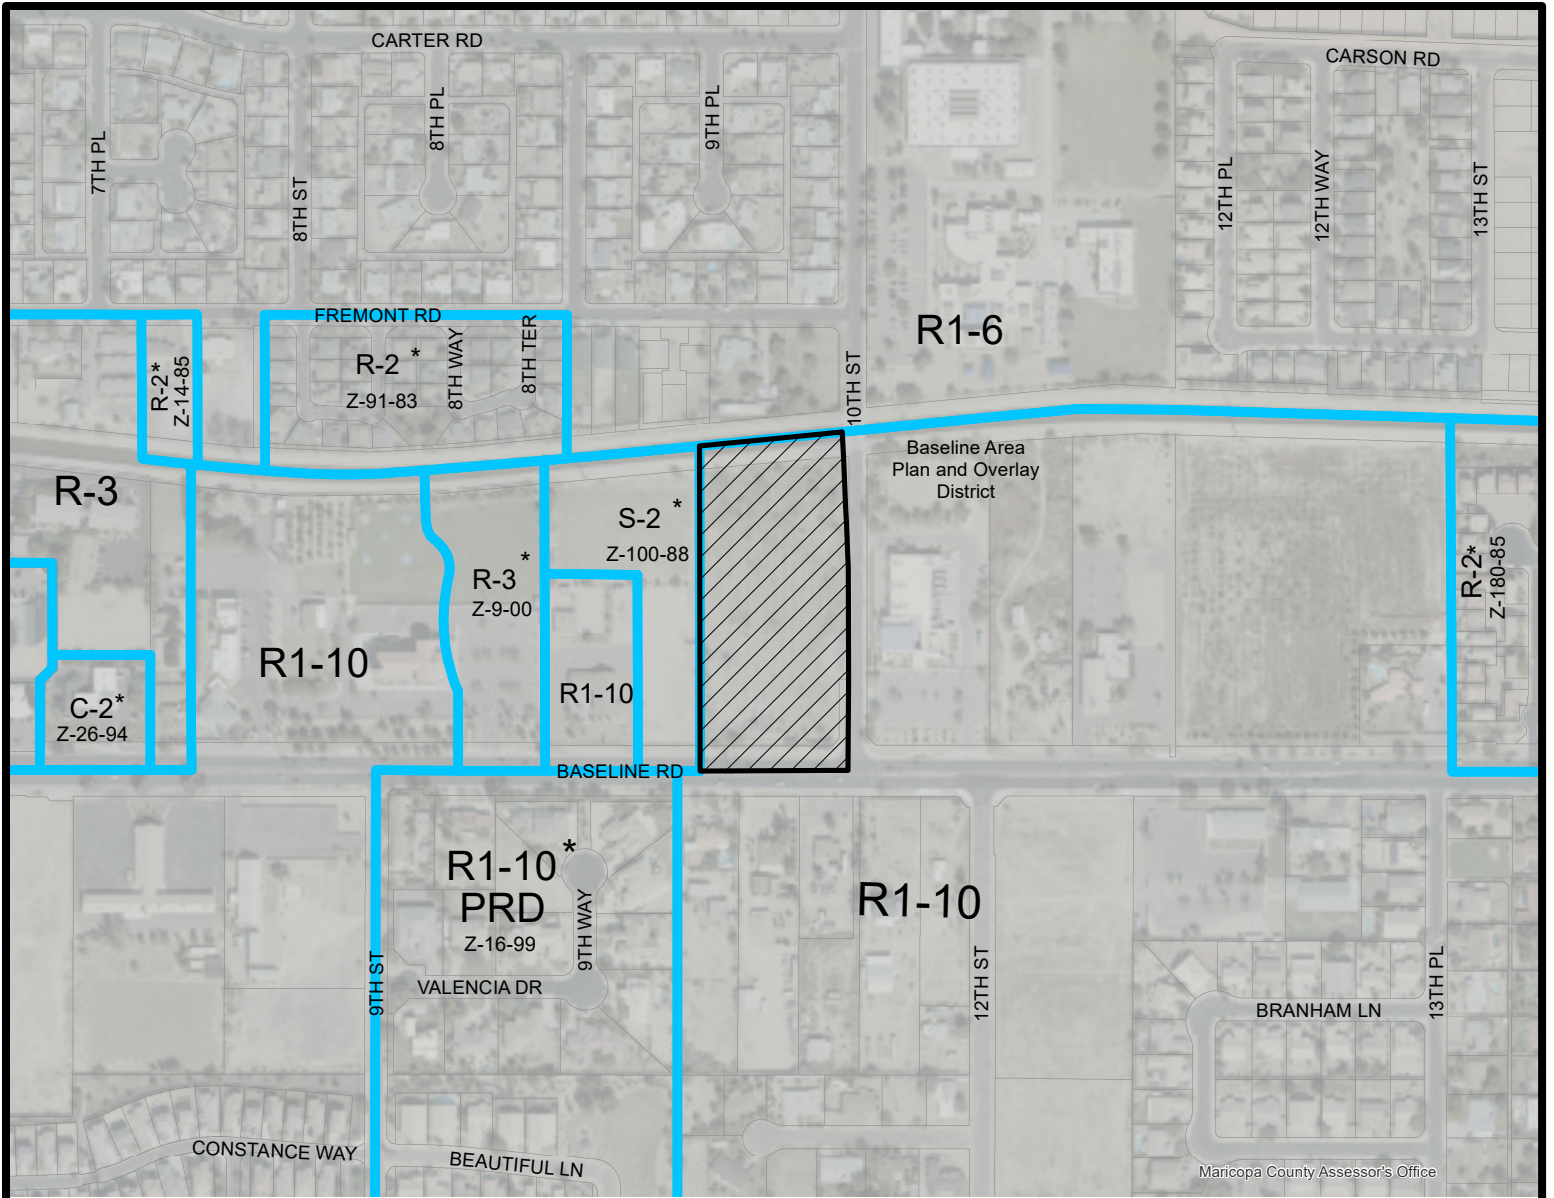 CARTER RD
CARSON RD
7TH PL
8TH ST
8TH PL
9TH PL
12TH PL
12TH WAY
13TH ST
FREMONT RD
R-2*
Z-14-85
R-2 *
Z-91-83
8TH WAY
8TH TER
10TH ST
R1-6
Baseline Area
Plan and Overlay
District
R-3
S-2 *
Z-100-88
R-3 *
Z-9-00
R-2*
Z-180-85
R1-10
R1-10
C-2*
Z-26-94
BASELINE RD
R1-10 *
PRD
Z-16-99
9TH WAY
R1-10
9TH ST
VALENCIA DR
12TH ST
BRANHAM LN
13TH PL
CONSTANCE WAY
BEAUTIFUL LN
Maricopa County Assessor's Office